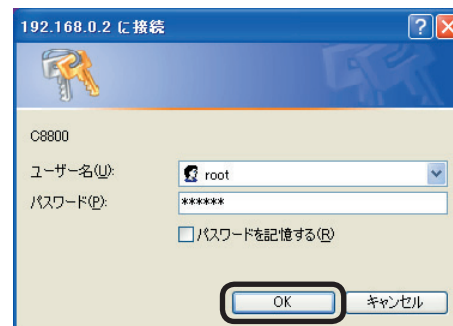 192.168.0.2 に接続
C8800
ユーザー名(U):
root
パスワード(P):
******
パスワードを記憶する(R)
OK
キャンセル